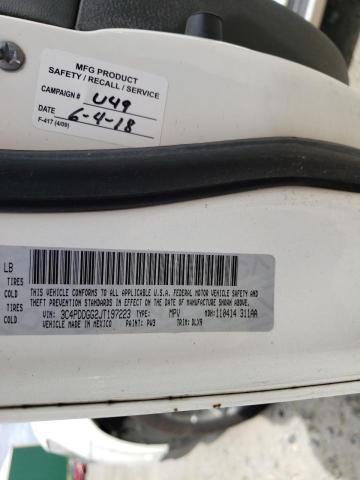 MFG PRODUCT
SAFETY / RECALL / SERVICE
CAMPAIGN # U49
DATE 6-4-18
F-417 (4/09)
LB
TIRES
COLD
TIRES
COLD
THIS VEHICLE CONFORMS TO ALL APPLICABLE U.S.A. FEDERAL MOTOR VEHICLE SAFETY AND
THEFT PREVENTION STANDARDS IN EFFECT ON THE DATE OF MANUFACTURE SHOWN ABOVE.
VIN: 3C4PDDGG2JT197223 TYPE: MPV MDH: 110414 311AA
MADE IN MEXICO PAINT: PW3 TRIM: DLX9